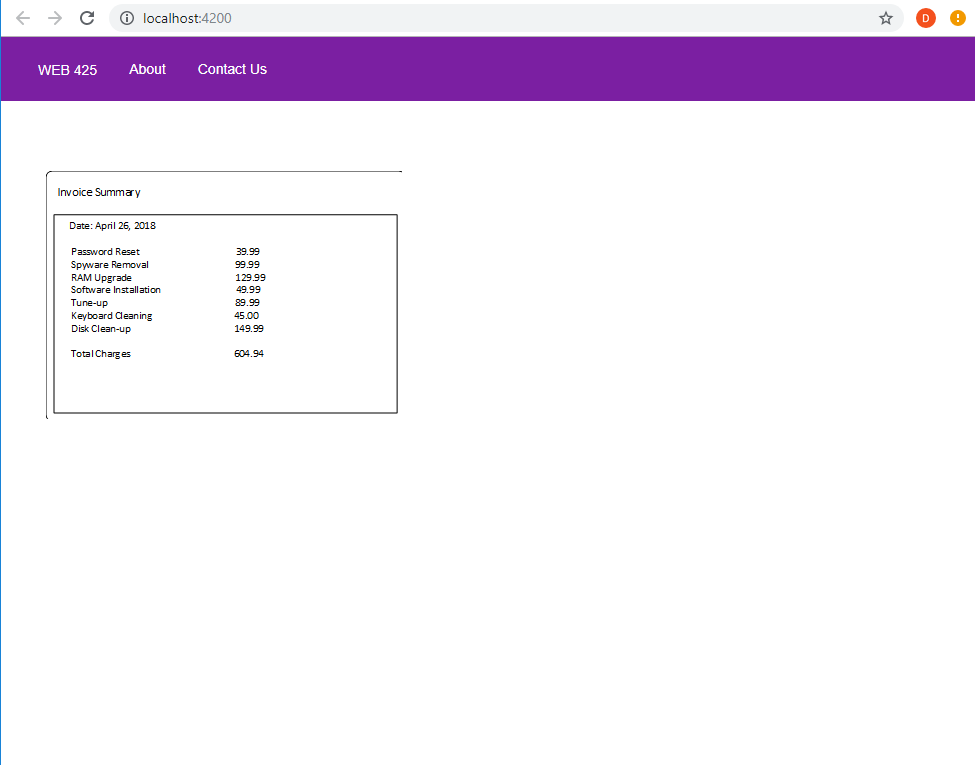 localhost:4200
D
WEB 425 About Contact Us
Invoice Summary
Date: April 26, 2018
Password Reset 39.99
Spyware Removal 99.99
RAM Upgrade 129.99
Software Installation 49.99
Tune-up 89.99
Keyboard Cleaning 45.00
Disk Clean-up 149.99
Total Charges 604.94